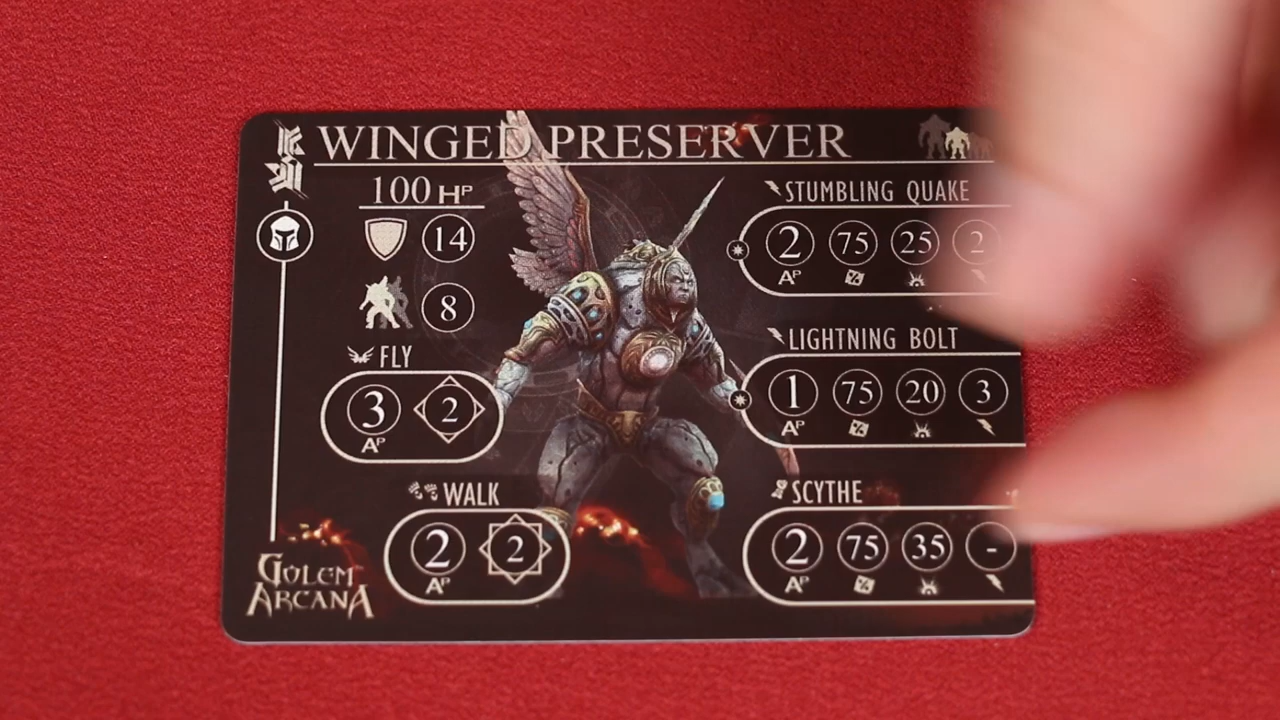 WINGED PRESERVER
100 HP
14
8
FLY
3 2
AP
WALK
2 2
AP
STUMBLING QUAKE
2 75 25 2
AP
LIGHTNING BOLT
1 75 20 3
AP
SCYTHE
2 75 35 -
AP
GOLEM
ARCANA